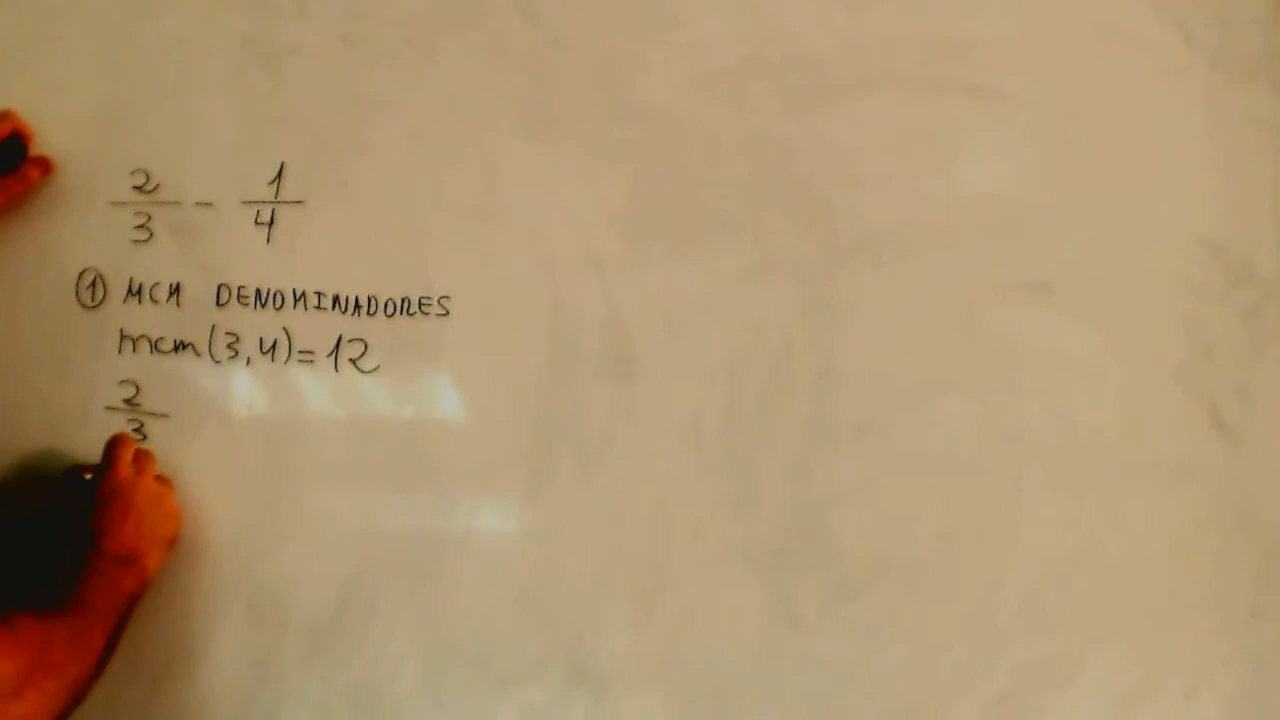 2/3 - 1/4
① MCM DENOMINADORES
mcm(3,4)=12
2/3